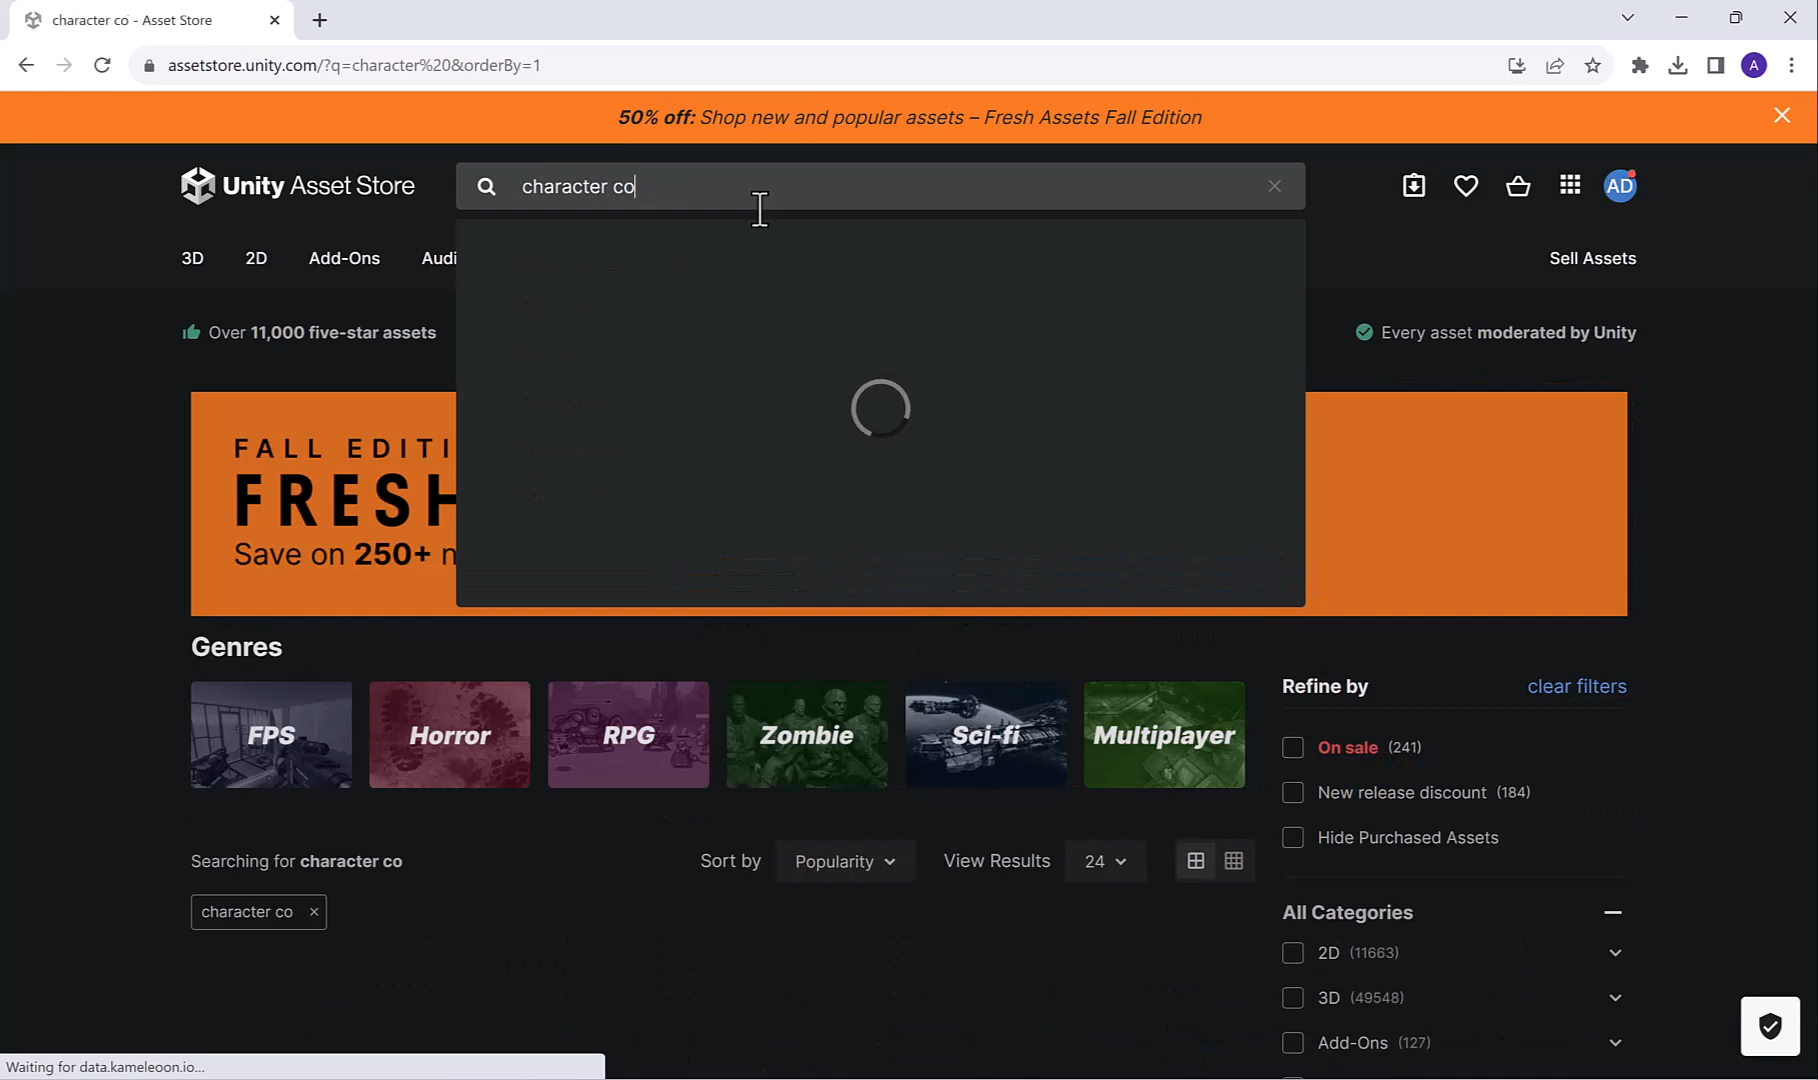 character co - Asset Store
assetstore.unity.com/?q=character%20&orderBy=1
A
50% off: Shop new and popular assets – Fresh Assets Fall Edition
Unity Asset Store
character co
AD
3D
2D
Add-Ons
Audi
Sell Assets
Over 11,000 five-star assets
Every asset moderated by Unity
FALL EDITI
FRESH
Save on 250+ n
Genres
FPS
Horror
RPG
Zombie
Sci-fi
Multiplayer
Refine by
clear filters
On sale (241)
New release discount (184)
Hide Purchased Assets
Searching for character co
Sort by
Popularity
View Results
24
character co
All Categories
2D (11663)
3D (49548)
Add-Ons (127)
Waiting for data.kameleoon.io...